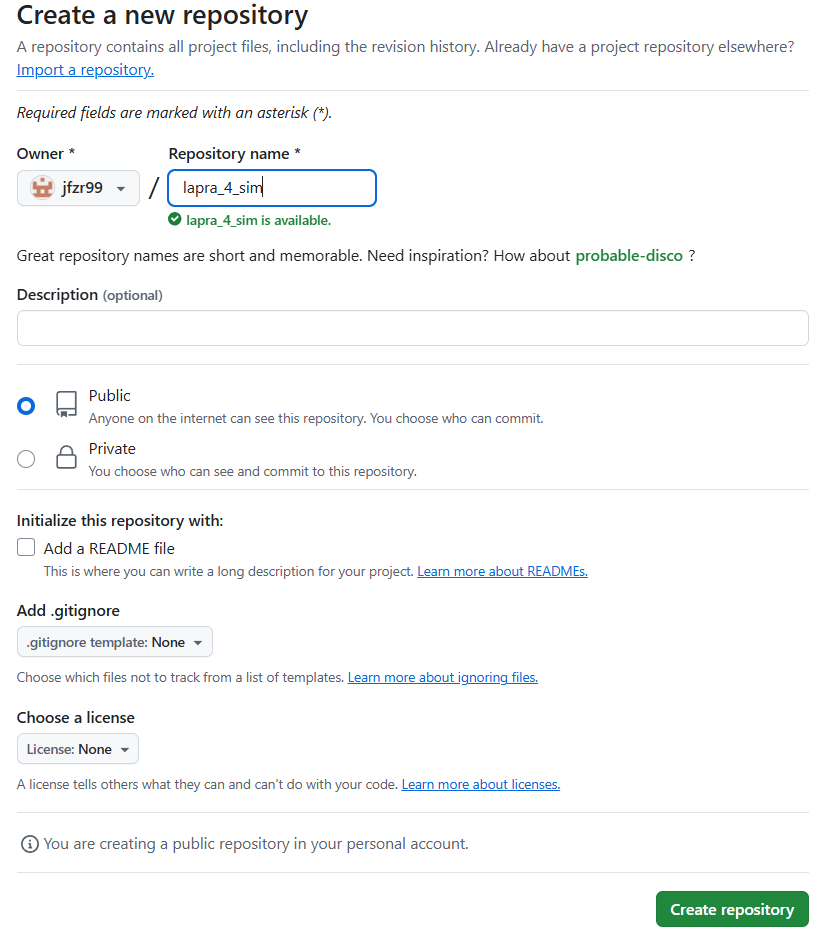 Create a new repository
A repository contains all project files, including the revision history. Already have a project repository elsewhere?
Import a repository.
Required fields are marked with an asterisk (*).
Owner * Repository name *
jfzr99 / lapra_4_sim
lapra_4_sim is available.
Great repository names are short and memorable. Need inspiration? How about probable-disco ?
Description (optional)
Public
Anyone on the internet can see this repository. You choose who can commit.
Private
You choose who can see and commit to this repository.
Initialize this repository with:
Add a README file
This is where you can write a long description for your project. Learn more about READMEs.
Add .gitignore
.gitignore template: None
Choose which files not to track from a list of templates. Learn more about ignoring files.
Choose a license
License: None
A license tells others what they can and can't do with your code. Learn more about licenses.
You are creating a public repository in your personal account.
Create repository